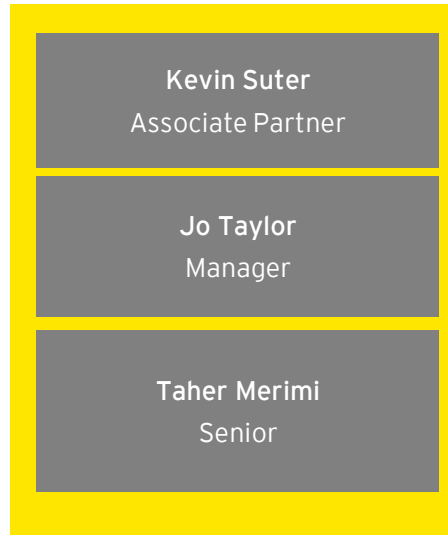 Kevin Suter
Associate Partner
Jo Taylor
Manager
Taher Merimi
Senior